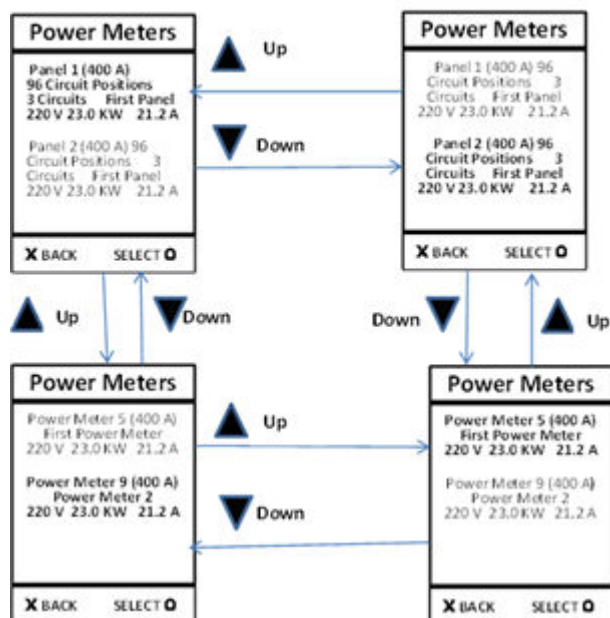 Power Meters
Panel 1 (400 A)
96 Circuit Positions
3 Circuits First Panel
220 V 23.0 KW 21.2 A
Panel 2 (400 A) 96
Circuit Positions 3
Circuits First Panel
220 V 23.0 KW 21.2 A
X BACK SELECT O
Up
Down
Power Meters
Panel 1 (400 A) 96
Circuit Positions 3
Circuits First Panel
220 V 23.0 KW 21.2 A
Panel 2 (400 A) 96
Circuit Positions 3
Circuits First Panel
220 V 23.0 KW 21.2 A
X BACK SELECT O
Up
Down
Down
Up
Power Meters
Power Meter 5 (400 A)
First Power Meter
220 V 23.0 KW 21.2 A
Power Meter 9 (400 A)
Power Meter 2
220 V 23.0 KW 21.2 A
X BACK SELECT O
Up
Down
Power Meters
Power Meter 5 (400 A)
First Power Meter
220 V 23.0 KW 21.2 A
Power Meter 9 (400 A)
Power Meter 2
220 V 23.0 KW 21.2 A
X BACK SELECT O